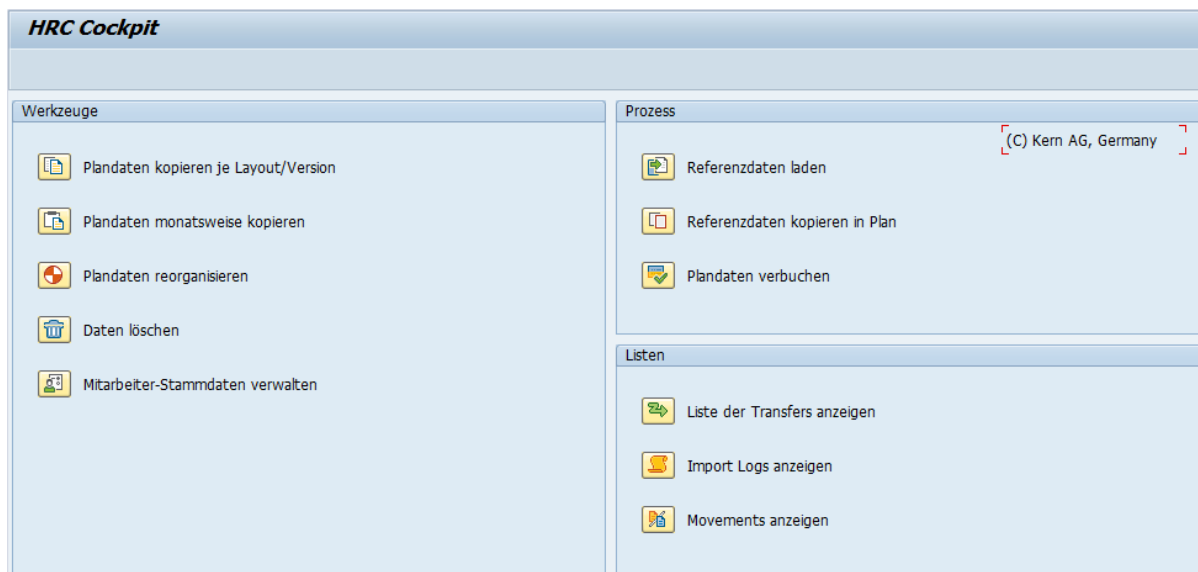 HRC Cockpit
Werkzeuge
Plandaten kopieren je Layout/Version
Plandaten monatsweise kopieren
Plandaten reorganisieren
Daten löschen
Mitarbeiter-Stammdaten verwalten
Prozess
(C) Kern AG, Germany
Referenzdaten laden
Referenzdaten kopieren in Plan
Plandaten verbuchen
Listen
Liste der Transfers anzeigen
Import Logs anzeigen
Movements anzeigen